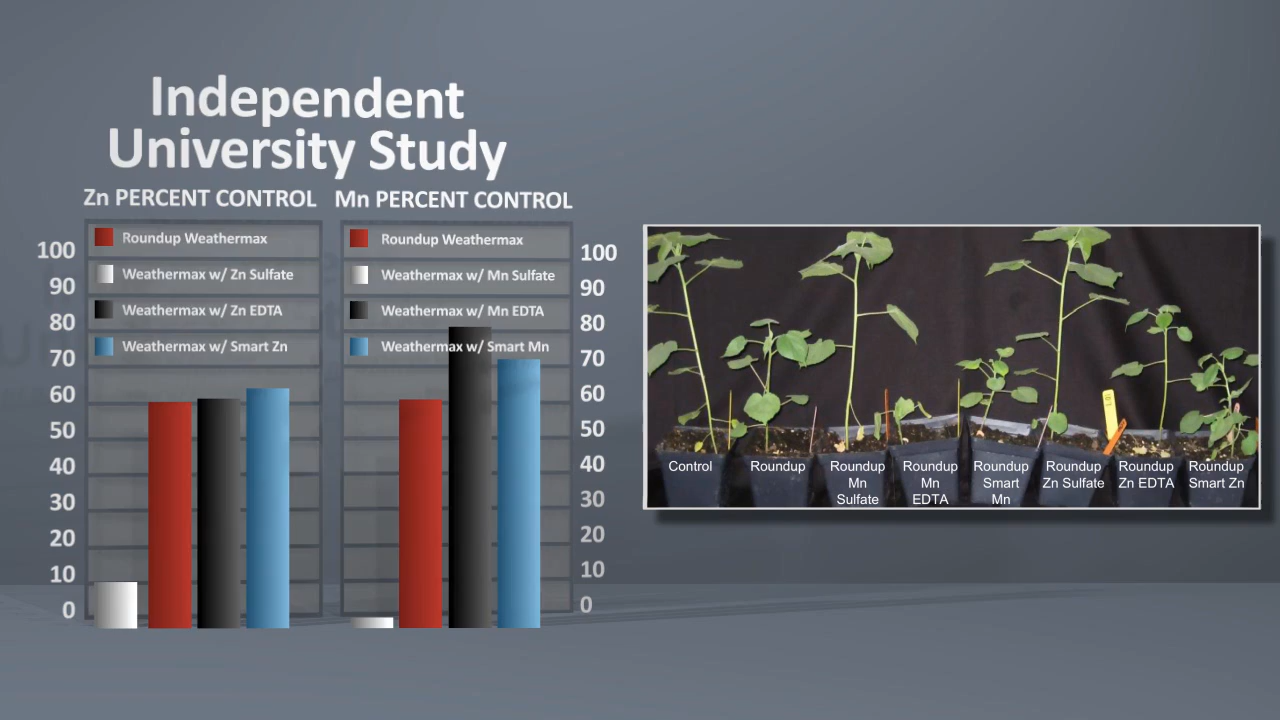 Independent
University Study
Zn PERCENT CONTROL
Roundup Weathermax
Weathermax w/ Zn Sulfate
Weathermax w/ Zn EDTA
Weathermax w/ Smart Zn
100
90
80
70
60
50
40
30
20
10
0
Mn PERCENT CONTROL
Roundup Weathermax
Weathermax w/ Mn Sulfate
Weathermax w/ Mn EDTA
Weathermax w/ Smart Mn
100
90
80
70
60
50
40
30
20
10
0
Control
Roundup
Roundup
Mn
Sulfate
Roundup
Mn
EDTA
Roundup
Smart
Mn
Roundup
Zn Sulfate
Roundup
Zn EDTA
Roundup
Smart Zn